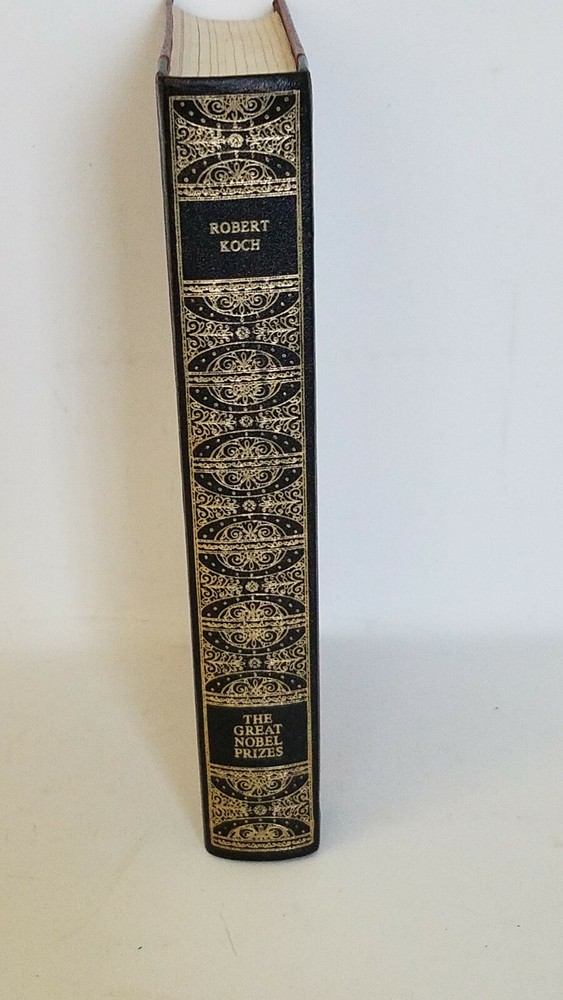 ROBERT
KOCH
THE
GREAT
NOBEL
PRIZES